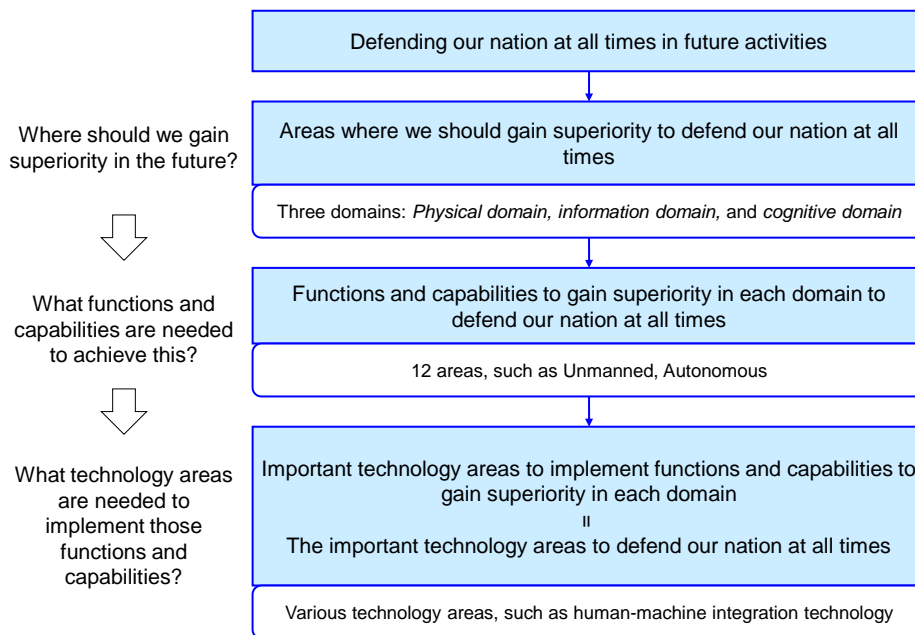 Defending our nation at all times in future activities
Where should we gain
superiority in the future?
Areas where we should gain superiority to defend our nation at all
times
Three domains: Physical domain, information domain, and cognitive domain
What functions and
capabilities are needed
to achieve this?
Functions and capabilities to gain superiority in each domain to
defend our nation at all times
12 areas, such as Unmanned, Autonomous
What technology areas
are needed to
implement those
functions and
capabilities?
Important technology areas to implement functions and capabilities to
gain superiority in each domain
=
The important technology areas to defend our nation at all times
Various technology areas, such as human-machine integration technology